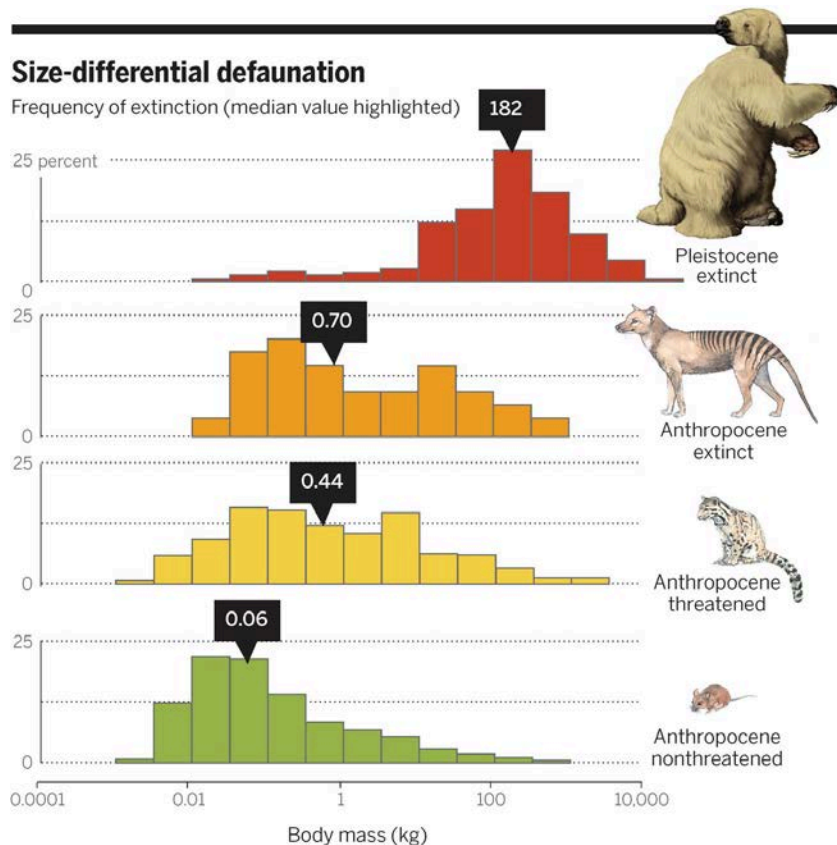 Size-differential defaunation
Frequency of extinction (median value highlighted)
182
25 percent
0
Pleistocene
extinct
25
0.70
0
Anthropocene
extinct
25
0.44
0
Anthropocene
threatened
25
0.06
0
Anthropocene
nonthreatened
0.0001 0.01 1 100 10,000
Body mass (kg)